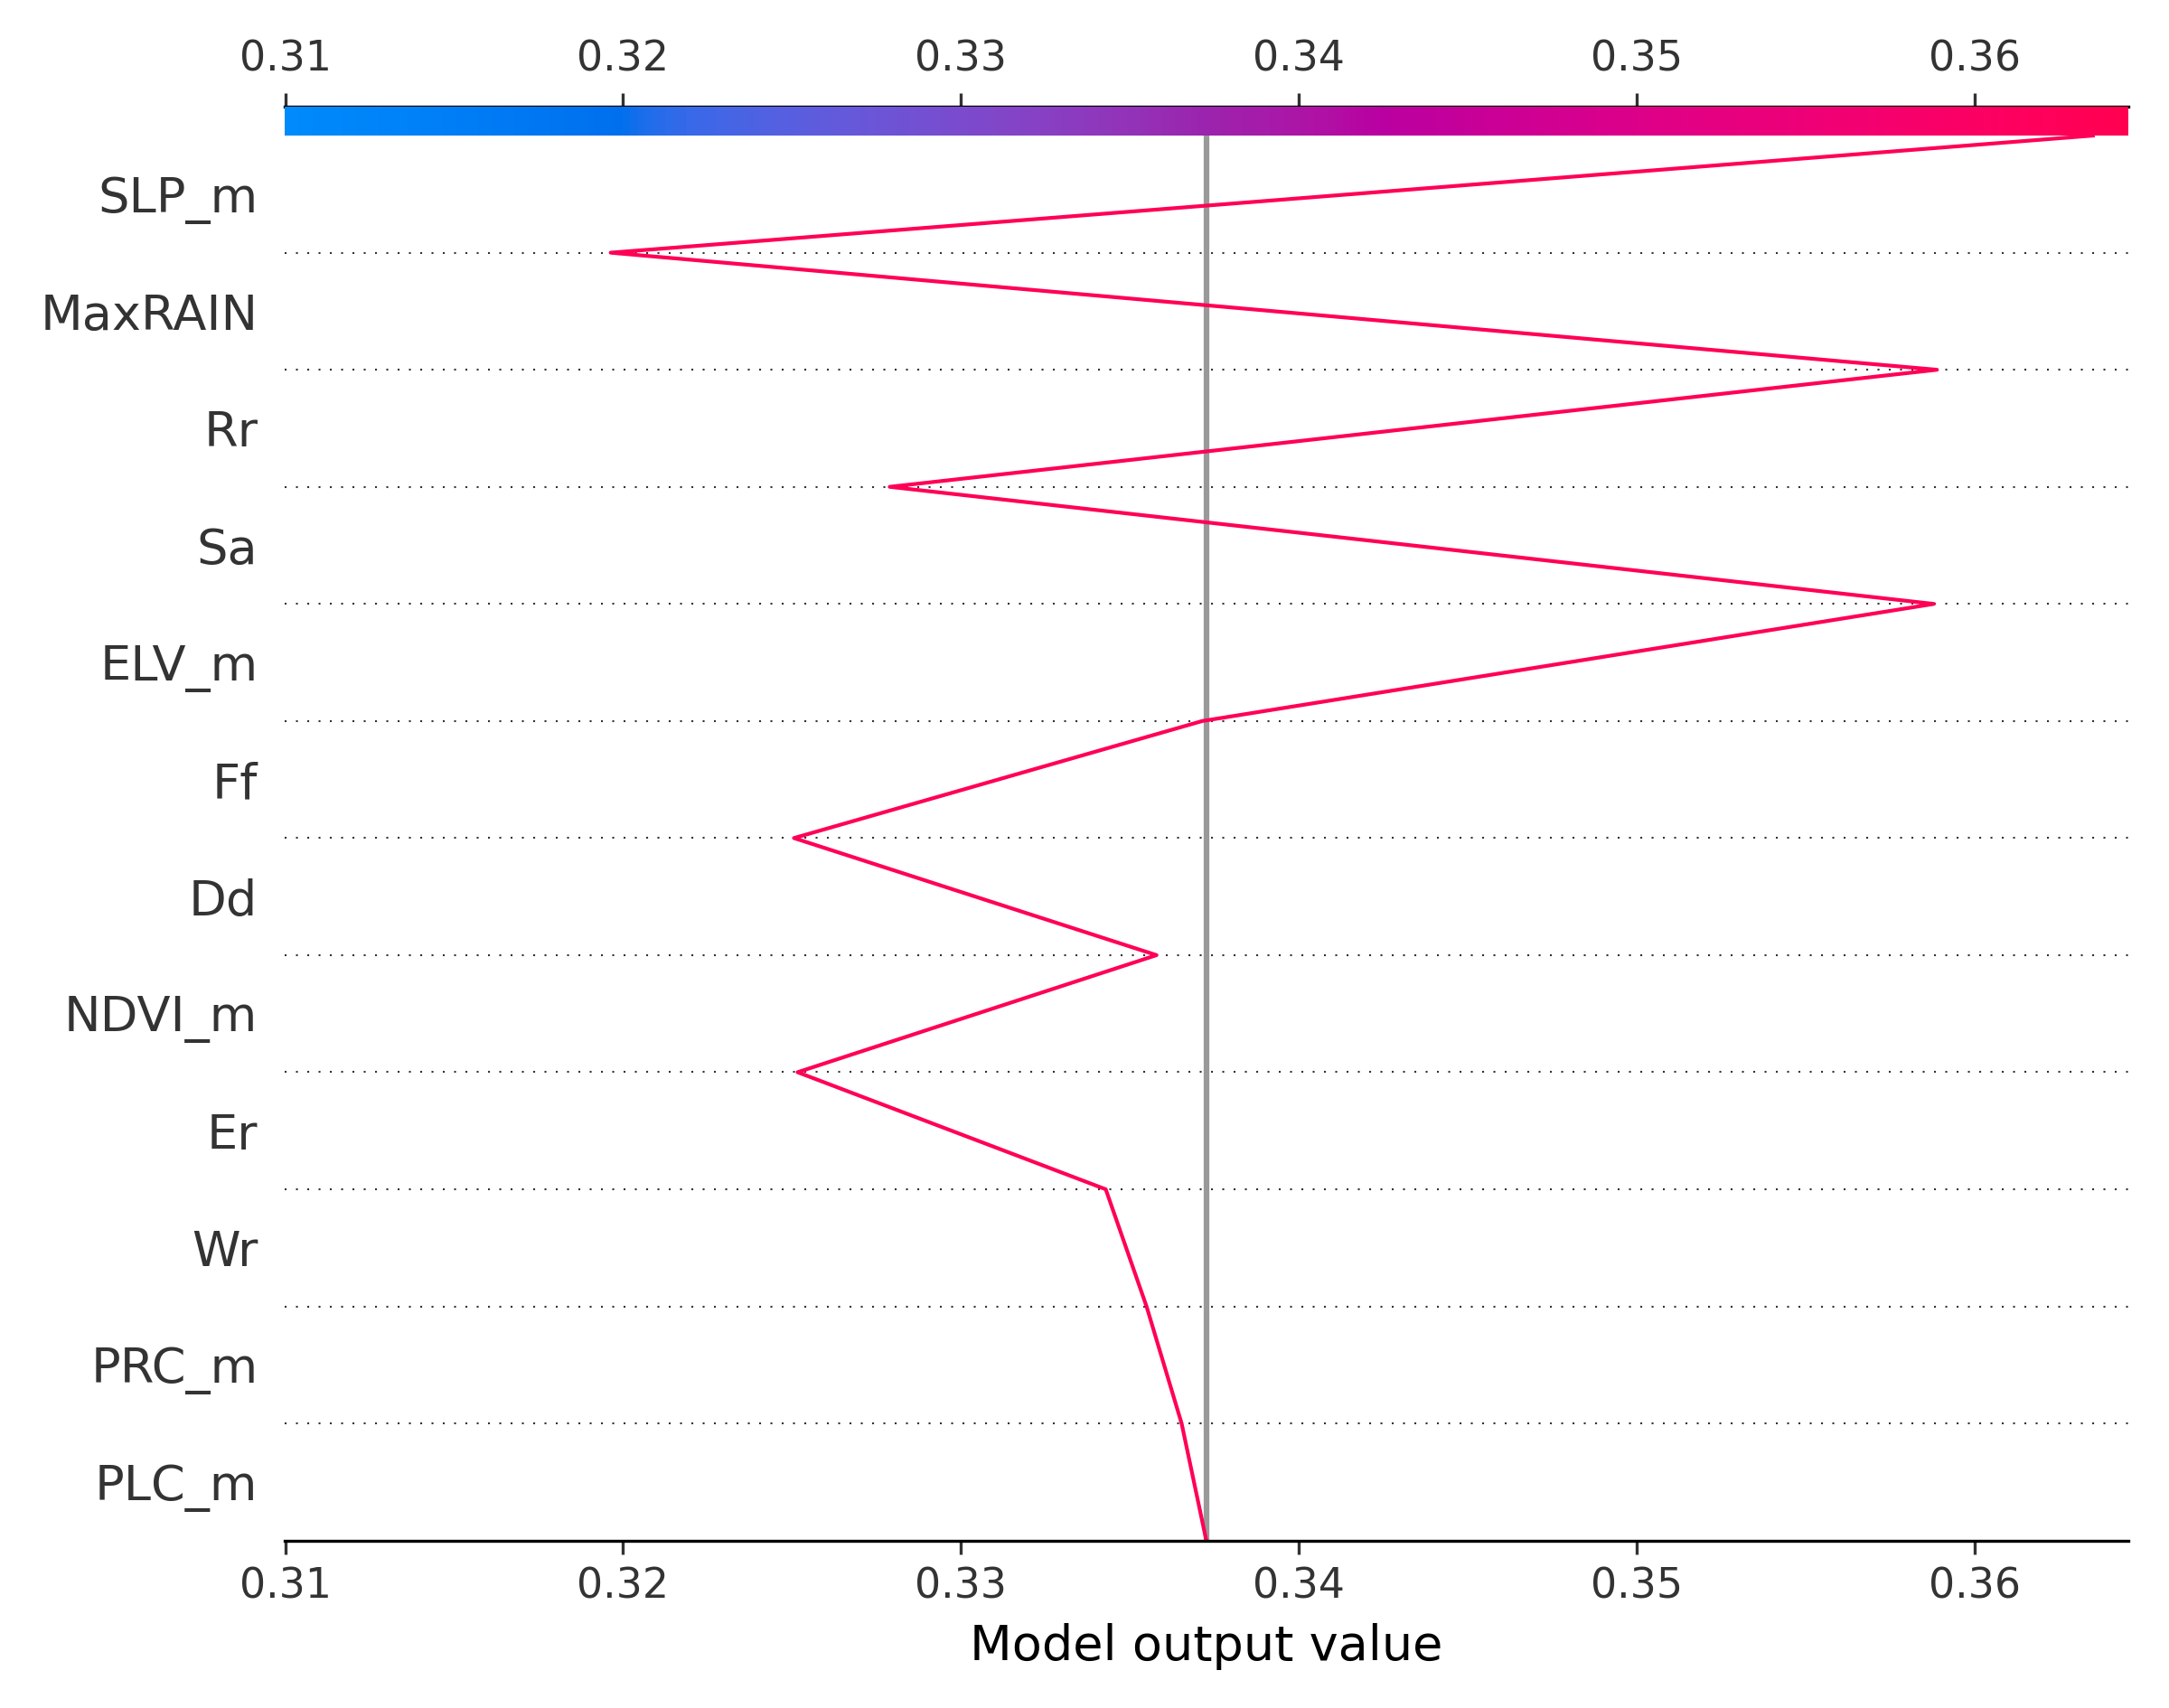 0.31 0.32 0.33 0.34 0.35 0.36
SLP_m
MaxRAIN
Rr
Sa
ELV_m
Ff
Dd
NDVI_m
Er
Wr
PRC_m
PLC_m
0.31 0.32 0.33 0.34 0.35 0.36
Model output value